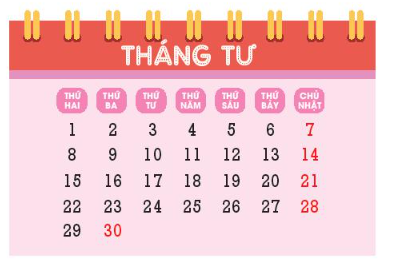 THÁNG TƯ
THỨ HAI THỨ BA THỨ TƯ THỨ NĂM THỨ SÁU THỨ BẢY CHỦ NHẬT
1 2 3 4 5 6 7
8 9 10 11 12 13 14
15 16 17 18 19 20 21
22 23 24 25 26 27 28
29 30